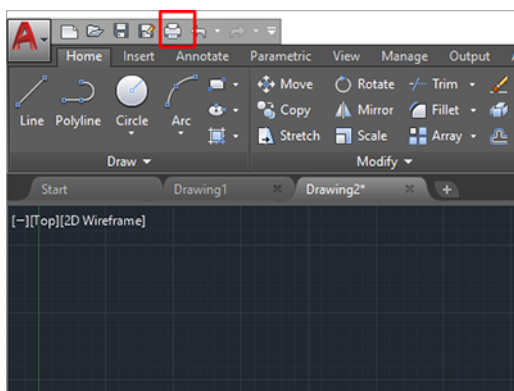 A
Home Insert Annotate Parametric View Manage Output
Line Polyline Circle Arc
Move Rotate Trim
Copy Mirror Fillet
Stretch Scale Array
Draw Modify
Start Drawing1 Drawing2*
[−][Top][2D Wireframe]